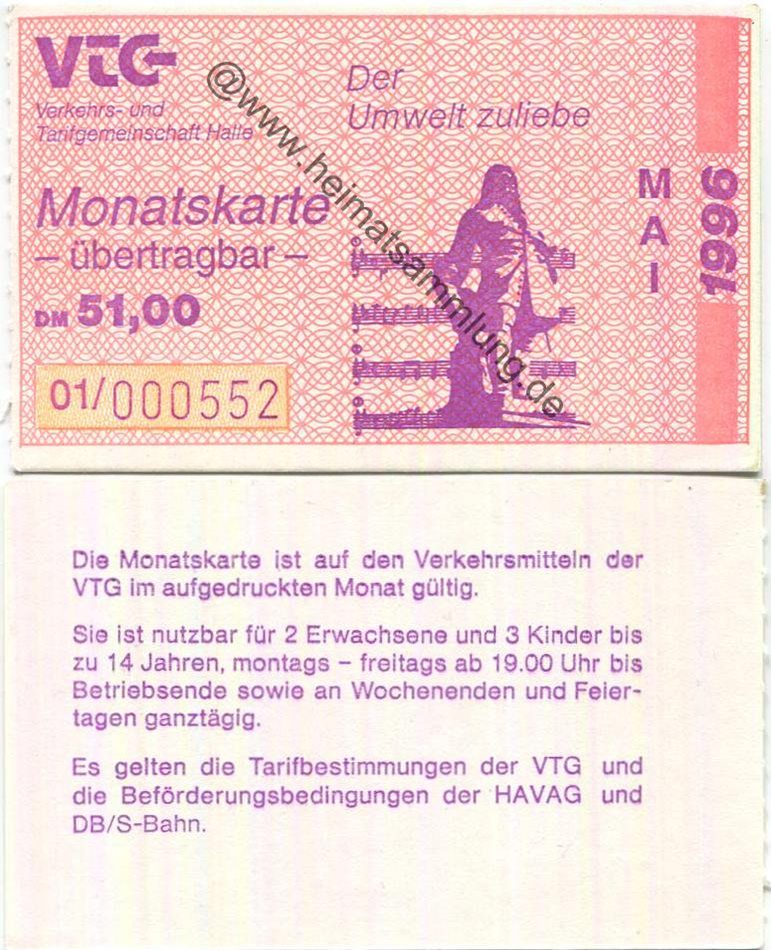 VTG
Verkehrs- und
Tarifgemeinschaft Halle
Der
Umwelt zuliebe
Monatskarte
– übertragbar –
DM 51,00
01/000552
MAI
1996
@www.heimatsammlung.de
Die Monatskarte ist auf den Verkehrsmitteln der
VTG im aufgedruckten Monat gültig.
Sie ist nutzbar für 2 Erwachsene und 3 Kinder bis
zu 14 Jahren, montags – freitags ab 19.00 Uhr bis
Betriebsende sowie an Wochenenden und Feier-
tagen ganztägig.
Es gelten die Tarifbestimmungen der VTG und
die Beförderungsbedingungen der HAVAG und
DB/S-Bahn.